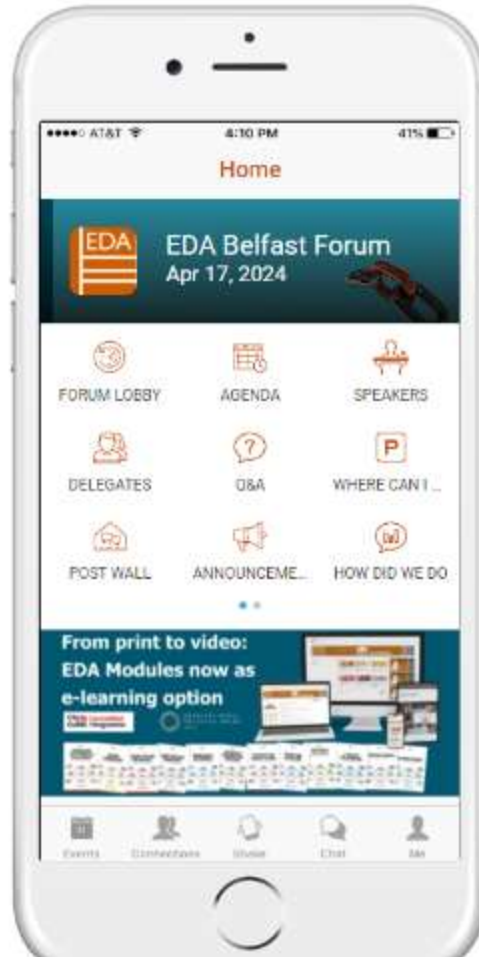 AT&T 4:10 PM 41%
Home
EDA
EDA Belfast Forum
Apr 17, 2024
FORUM LOBBY AGENDA SPEAKERS
DELEGATES Q&A WHERE CAN I ...
POST WALL ANNOUNCEME... HOW DID WE DO
From print to video:
EDA Modules now as
e-learning option
Events Connections Shake Chat Me